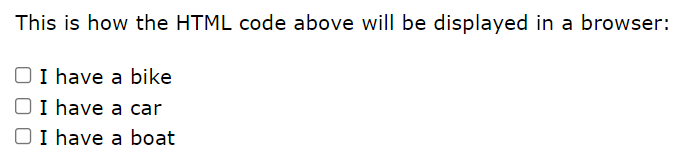 This is how the HTML code above will be displayed in a browser:
I have a bike
I have a car
I have a boat